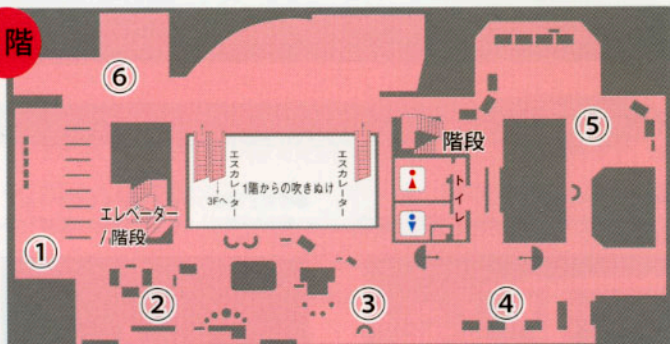 階
⑥
⑤
階段
エスカレーター
エスカレーター
1階からの吹きぬけ
3Fへ
トイレ
エレベーター
/階段
①
②
③
④